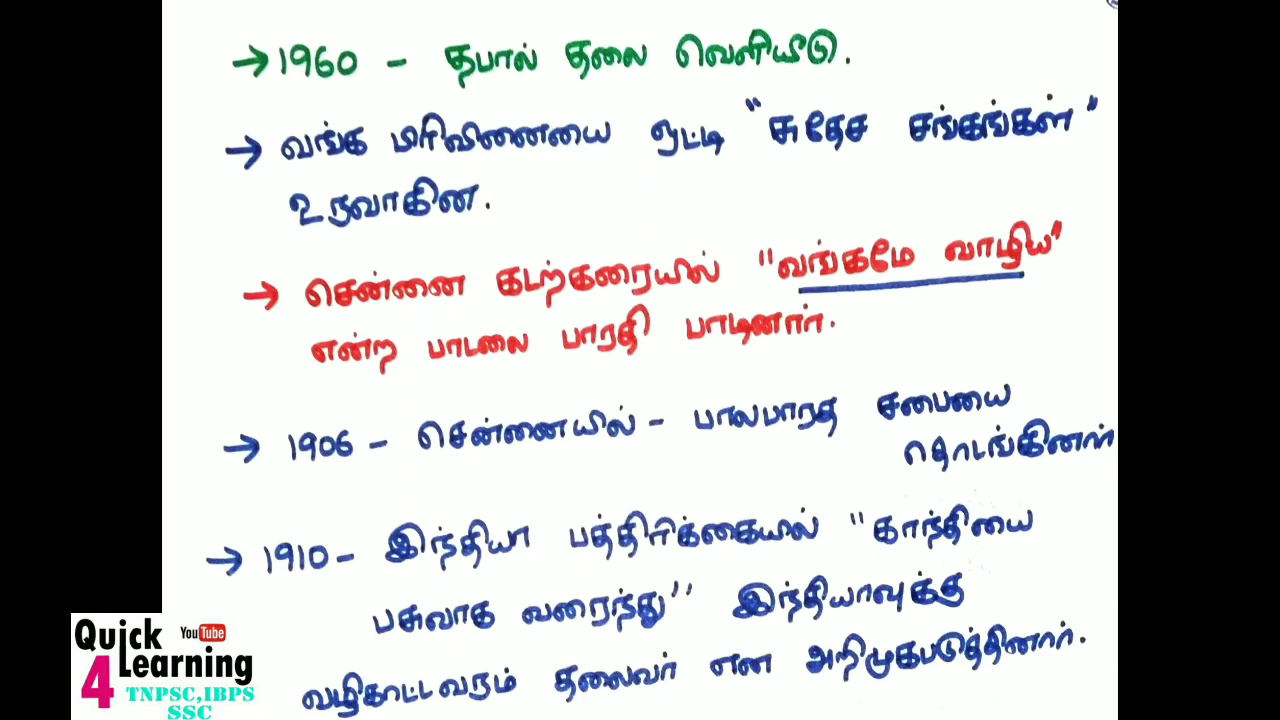 → 1960 - தபால் தலை வெளியீடு.
→ வங்க பிரிவினையை ஒட்டி "சுதேச சங்கங்கள்"
உருவாகின.
→ சென்னை கடற்கரையில் "வங்கமே வாழிய"
என்ற பாடலை பாரதி பாடினார்.
→ 1906 - சென்னையில் - பாலபாரத சபையை
தொடங்கினார்
→ 1910 - இந்தியா பத்திரிக்கையில் "காந்தியை
பசுவாக வரைந்து" இந்தியாவுக்கு
வழிகாட்டவரும் தலைவர் என அறிமுகபடுத்தினார்.
Quick
YouTube
4 Learning
TNPSC,IBPS
SSC